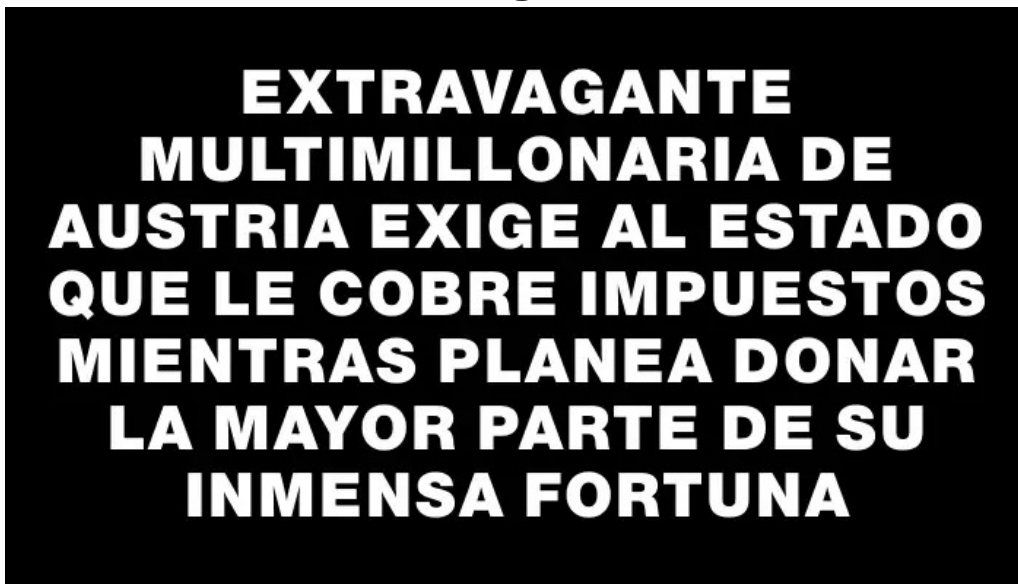 EXTRAVAGANTE
MULTIMILLONARIA DE
AUSTRIA EXIGE AL ESTADO
QUE LE COBRE IMPUESTOS
MIENTRAS PLANEA DONAR
LA MAYOR PARTE DE SU
INMENSA FORTUNA